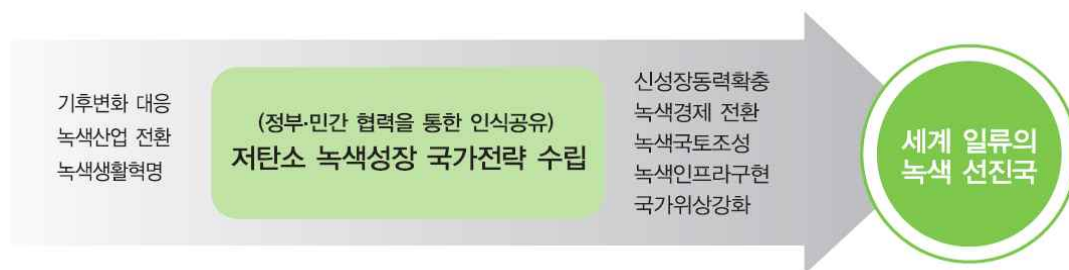 기후변화 대응
녹색산업 전환
녹색생활혁명
(정부·민간 협력을 통한 인식공유)
저탄소 녹색성장 국가전략 수립
신성장동력확충
녹색경제 전환
녹색국토조성
녹색인프라구현
국가위상강화
세계 일류의
녹색 선진국